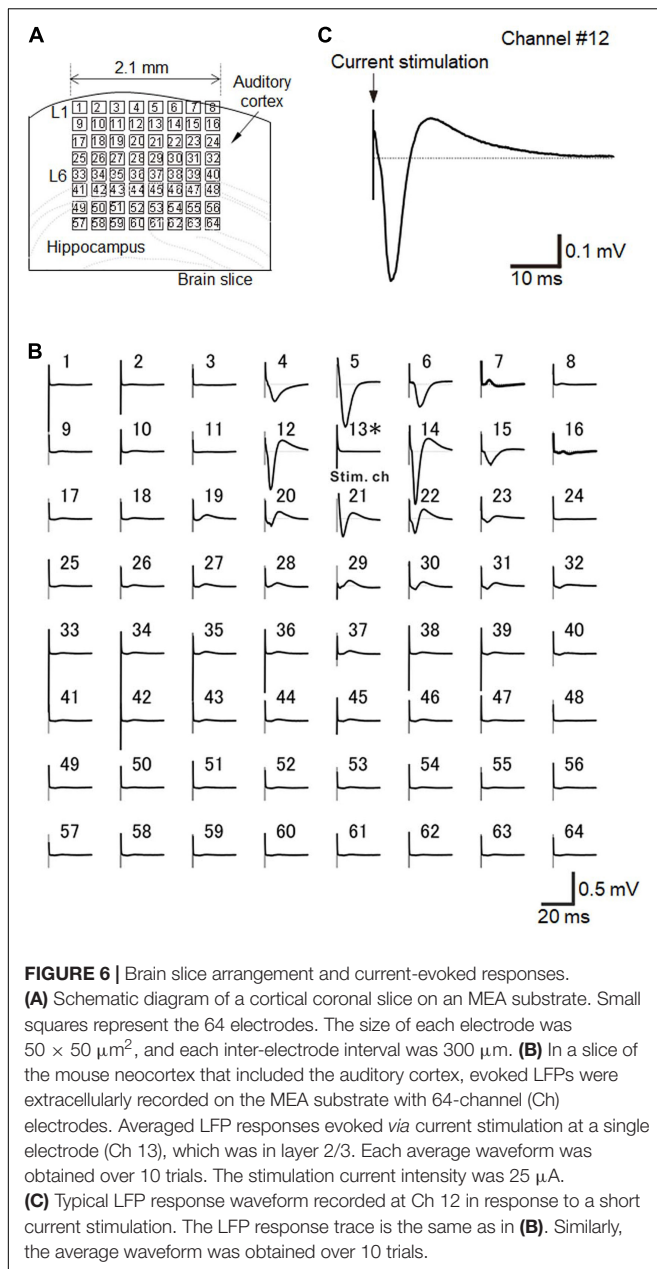 A
2.1 mm
Auditory
cortex
L1
1 2 3 4 5 6 7 8
9 10 11 12 13 14 15 16
17 18 19 20 21 22 23 24
25 26 27 28 29 30 31 32
L6
33 34 35 36 37 38 39 40
41 42 43 44 45 46 47 48
49 50 51 52 53 54 55 56
57 58 59 60 61 62 63 64
Hippocampus
Brain slice
C
Channel #12
Current stimulation
0.1 mV
10 ms
B
1 2 3 4 5 6 7 8
9 10 11 12 13* 14 15 16
Stim. ch
17 18 19 20 21 22 23 24
25 26 27 28 29 30 31 32
33 34 35 36 37 38 39 40
41 42 43 44 45 46 47 48
49 50 51 52 53 54 55 56
57 58 59 60 61 62 63 64
0.5 mV
20 ms
FIGURE 6 | Brain slice arrangement and current-evoked responses.
(A) Schematic diagram of a cortical coronal slice on an MEA substrate. Small
squares represent the 64 electrodes. The size of each electrode was
50 × 50 μm², and each inter-electrode interval was 300 μm. (B) In a slice of
the mouse neocortex that included the auditory cortex, evoked LFPs were
extracellularly recorded on the MEA substrate with 64-channel (Ch)
electrodes. Averaged LFP responses evoked via current stimulation at a single
electrode (Ch 13), which was in layer 2/3. Each average waveform was
obtained over 10 trials. The stimulation current intensity was 25 μA.
(C) Typical LFP response waveform recorded at Ch 12 in response to a short
current stimulation. The LFP response trace is the same as in (B). Similarly,
the average waveform was obtained over 10 trials.